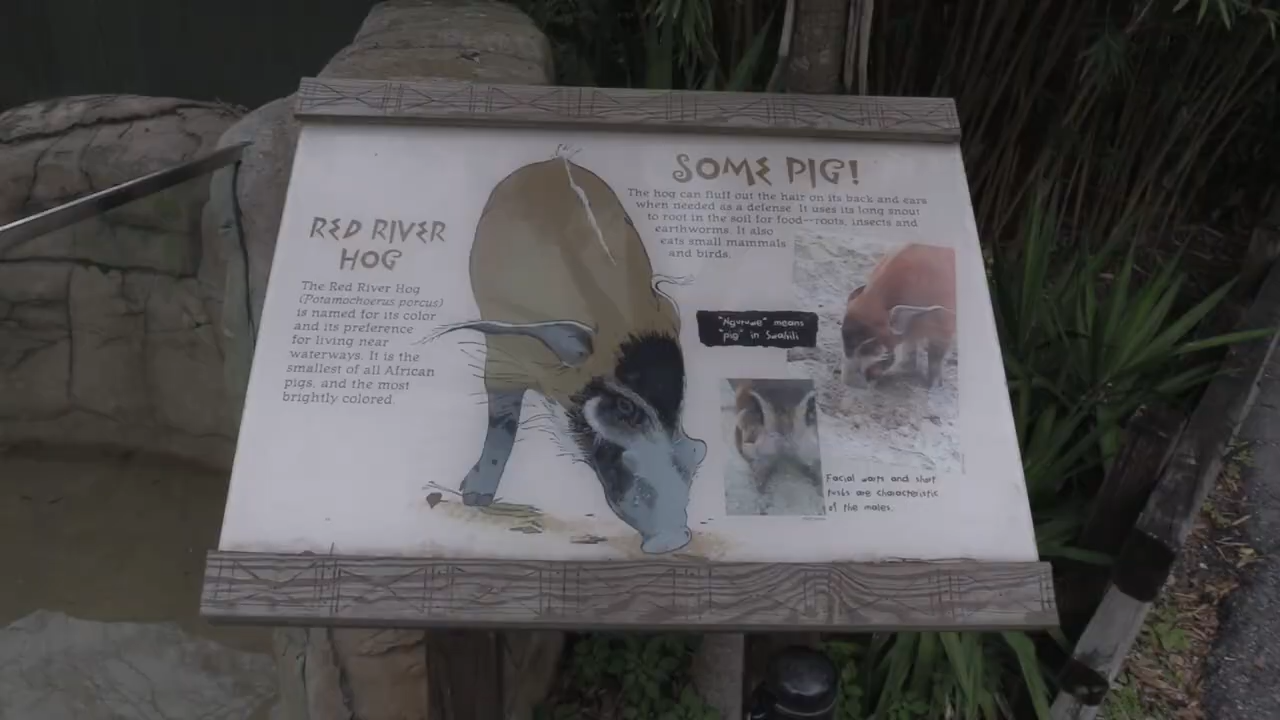 RED RIVER
HOG
The Red River Hog
(Potamochoerus porcus)
is named for its color
and its preference
for living near
waterways. It is the
smallest of all African
pigs, and the most
brightly colored.
SOME PIG!
The hog can fluff out the hair on its back and ears
when needed as a defense. It uses its long snout
to root in the soil for food--roots, insects and
earthworms. It also
eats small mammals
and birds.
"Nguruwe" means
"pig" in Swahili
Facial warts and short
tusks are characteristic
of the males.